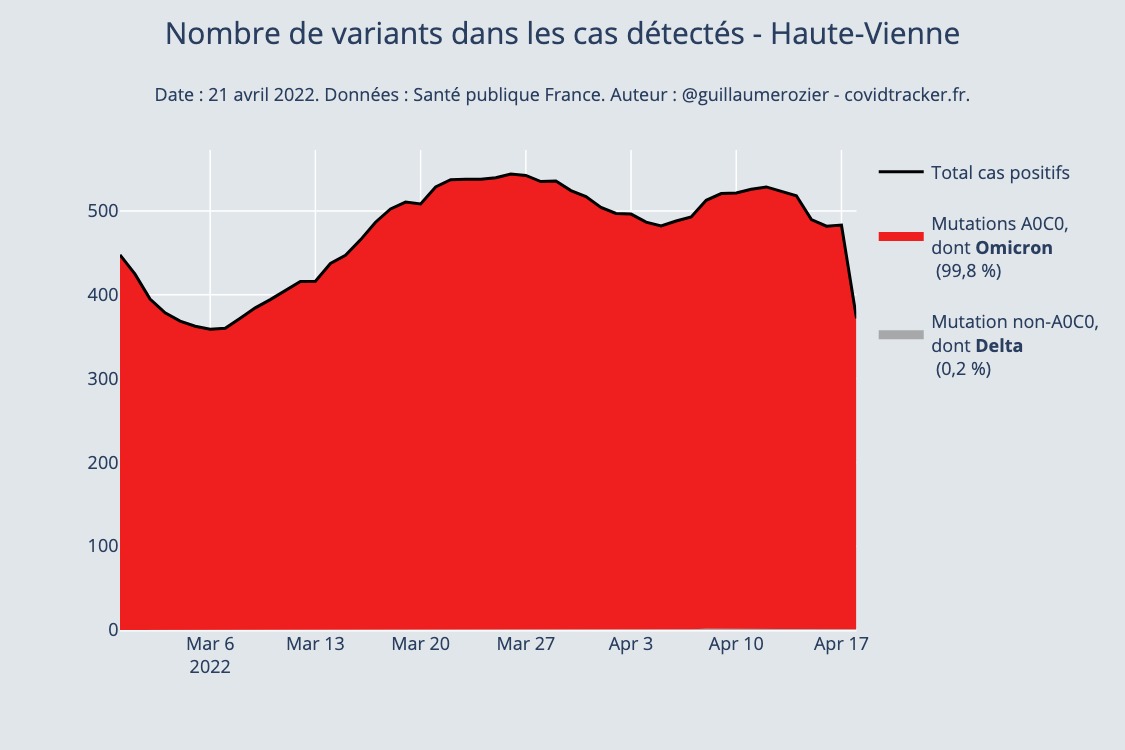 Nombre de variants dans les cas détectés - Haute-Vienne
Date : 21 avril 2022. Données : Santé publique France. Auteur : @guillaumerozier - covidtracker.fr.
Total cas positifs
Mutations A0C0,
dont Omicron
(99,8 %)
Mutation non-A0C0,
dont Delta
(0,2 %)
500
400
300
200
100
0
Mar 6
2022
Mar 13
Mar 20
Mar 27
Apr 3
Apr 10
Apr 17